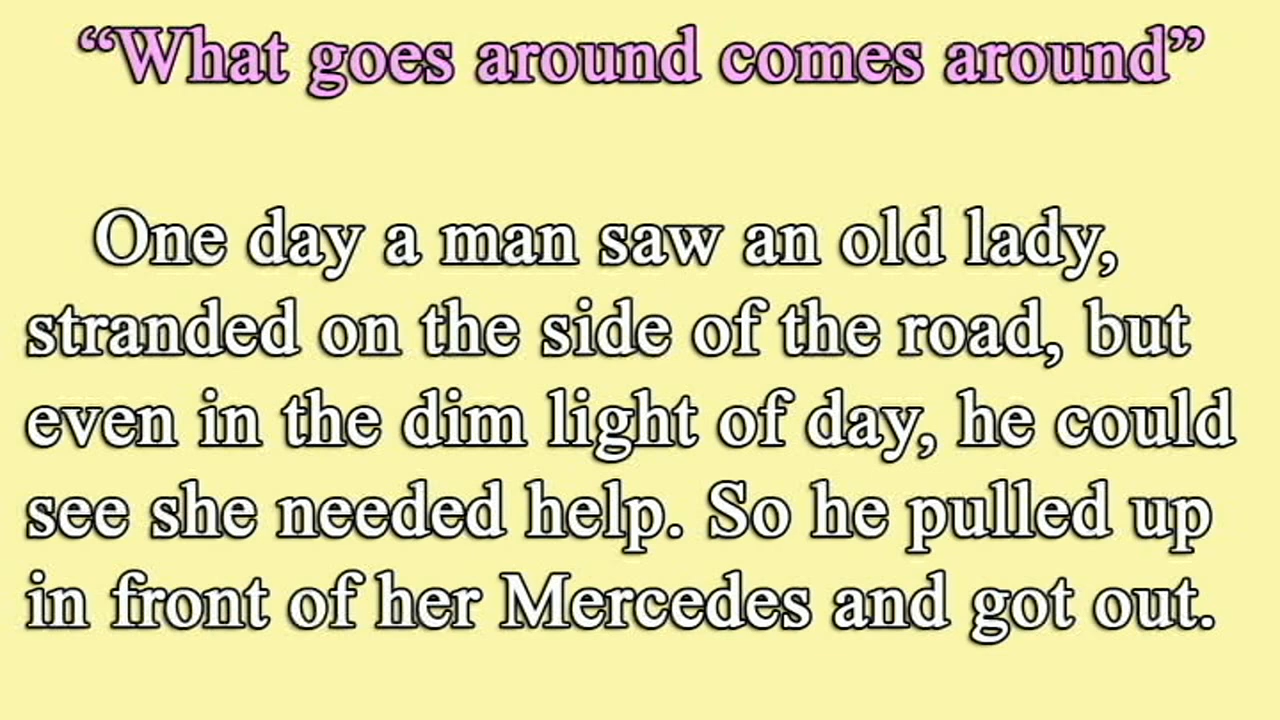 “What goes around comes around”
One day a man saw an old lady,
stranded on the side of the road, but
even in the dim light of day, he could
see she needed help. So he pulled up
in front of her Mercedes and got out.